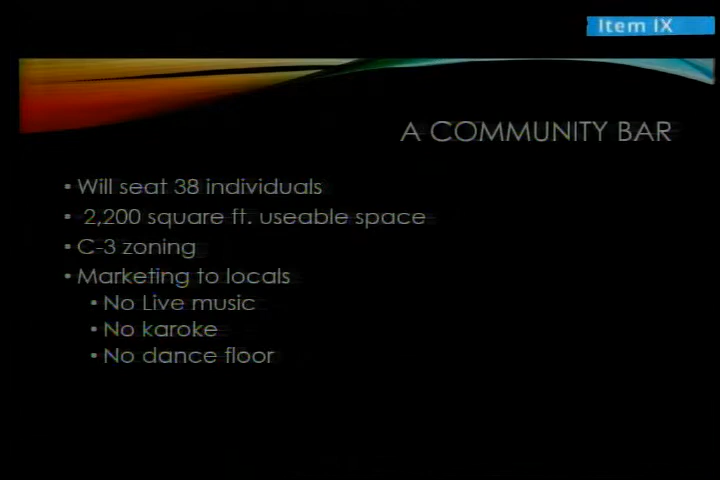 Item IX
A COMMUNITY BAR
▪ Will seat 38 individuals
▪ 2,200 square ft. useable space
▪ C-3 zoning
▪ Marketing to locals
▪ No Live music
▪ No karoke
▪ No dance floor